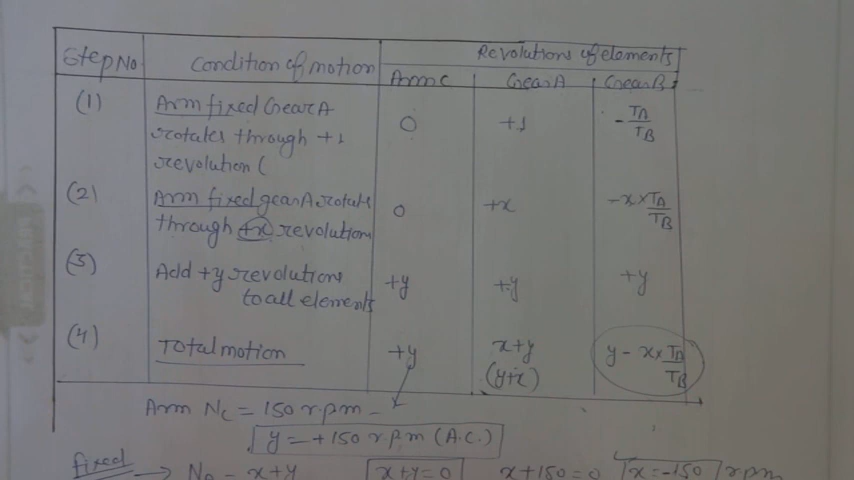 Step No Condition of motion Revolutions of elements
Arm C Gear A Gear B
(1) Arm fixed Gear A rotates through +1 revolution ( 0 +1 -TA/TB
(2) Arm fixed gear A rotates through +x revolution 0 +x -x×TA/TB
(3) Add +y revolutions to all elements +y +y +y
(4) Total motion +y x+y (y+x) y - x×TA/TB
Arm NC = 150 r.p.m
y = +150 r.p.m (A.C.)
fixed → x+y x+y=0 x+150=0 x=-150 rpm